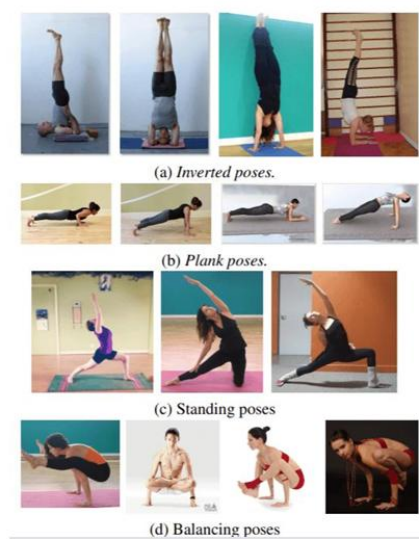 (a) Inverted poses.
(b) Plank poses.
(c) Standing poses
(d) Balancing poses